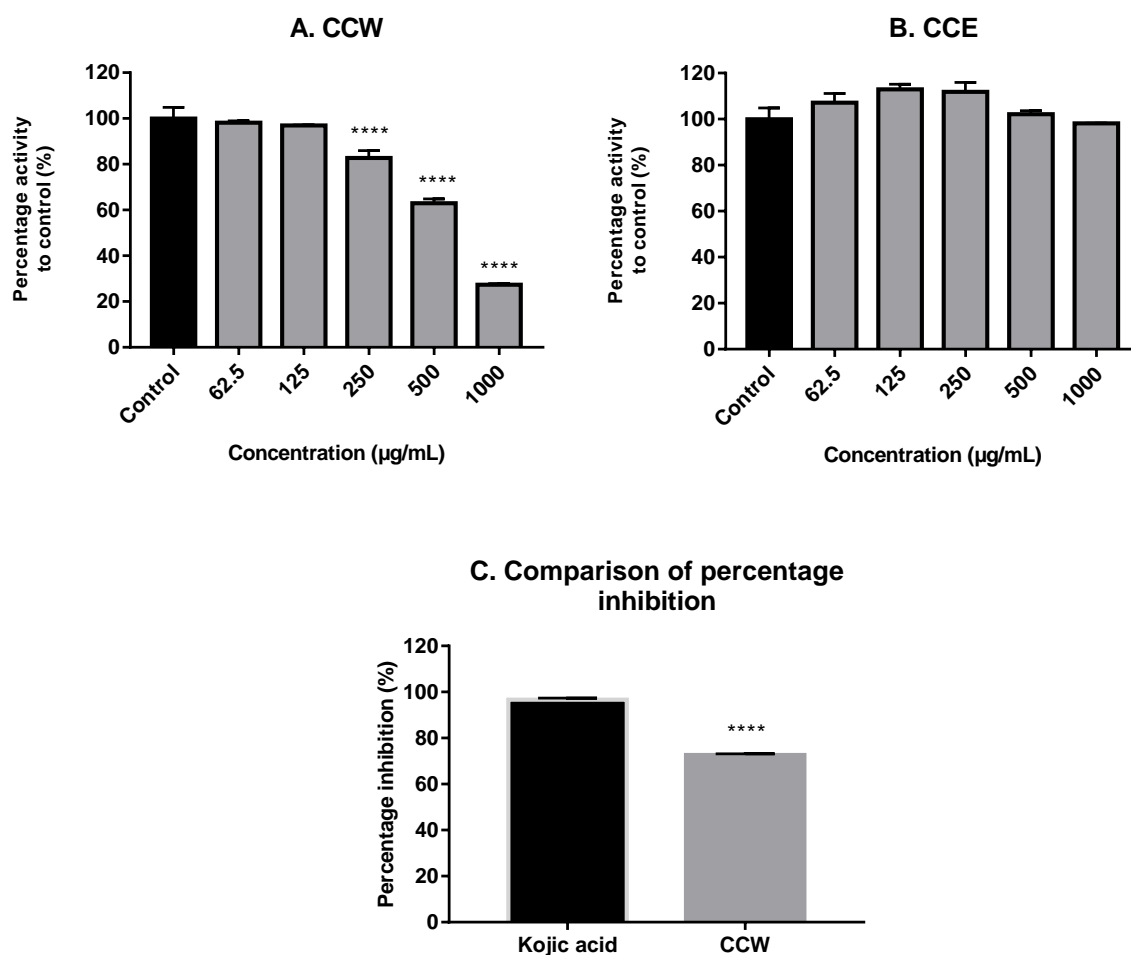 A. CCW
Percentage activity
to control (%)
120
100
80
60
40
20
0
****
****
****
Control
62.5
125
250
500
1000
Concentration (µg/mL)
B. CCE
Percentage activity
to control (%)
120
100
80
60
40
20
0
Control
62.5
125
250
500
1000
Concentration (µg/mL)
C. Comparison of percentage
inhibition
Percentage inhibition (%)
120
100
80
60
40
20
0
****
Kojic acid
CCW